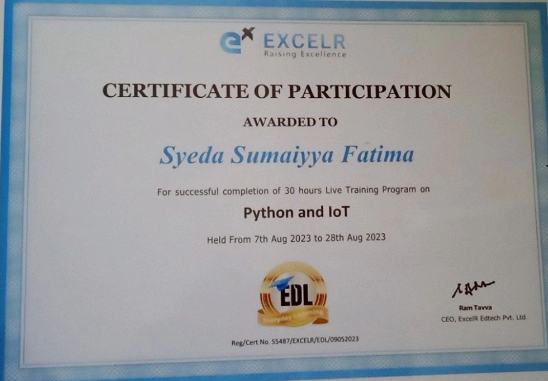 ex EXCELR
Raising Excellence
CERTIFICATE OF PARTICIPATION
AWARDED TO
Syeda Sumaiyya Fatima
For successful completion of 30 hours Live Training Program on
Python and IoT
Held From 7th Aug 2023 to 28th Aug 2023
EDL
Ram Tavva
CEO, ExcelR Edtech Pvt. Ltd.
Reg/Cert No. 55487/EXCELR/EDL/09052023